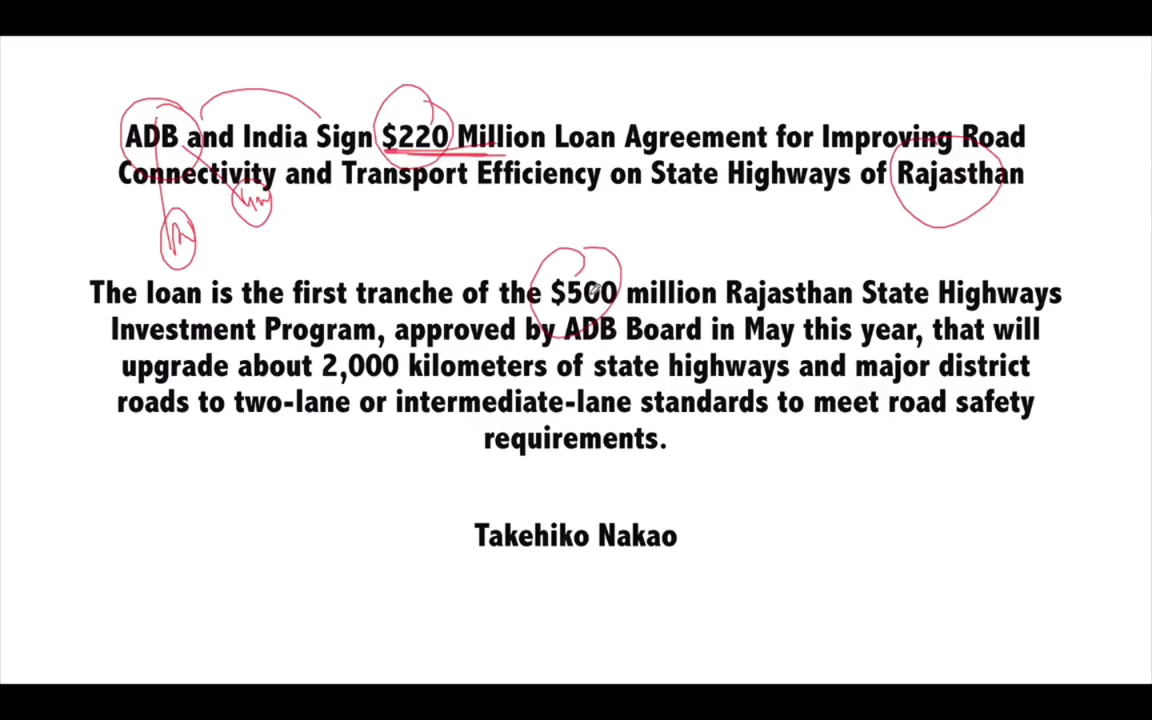 ADB and India Sign $220 Million Loan Agreement for Improving Road
Connectivity and Transport Efficiency on State Highways of Rajasthan
The loan is the first tranche of the $500 million Rajasthan State Highways
Investment Program, approved by ADB Board in May this year, that will
upgrade about 2,000 kilometers of state highways and major district
roads to two-lane or intermediate-lane standards to meet road safety
requirements.
Takehiko Nakao